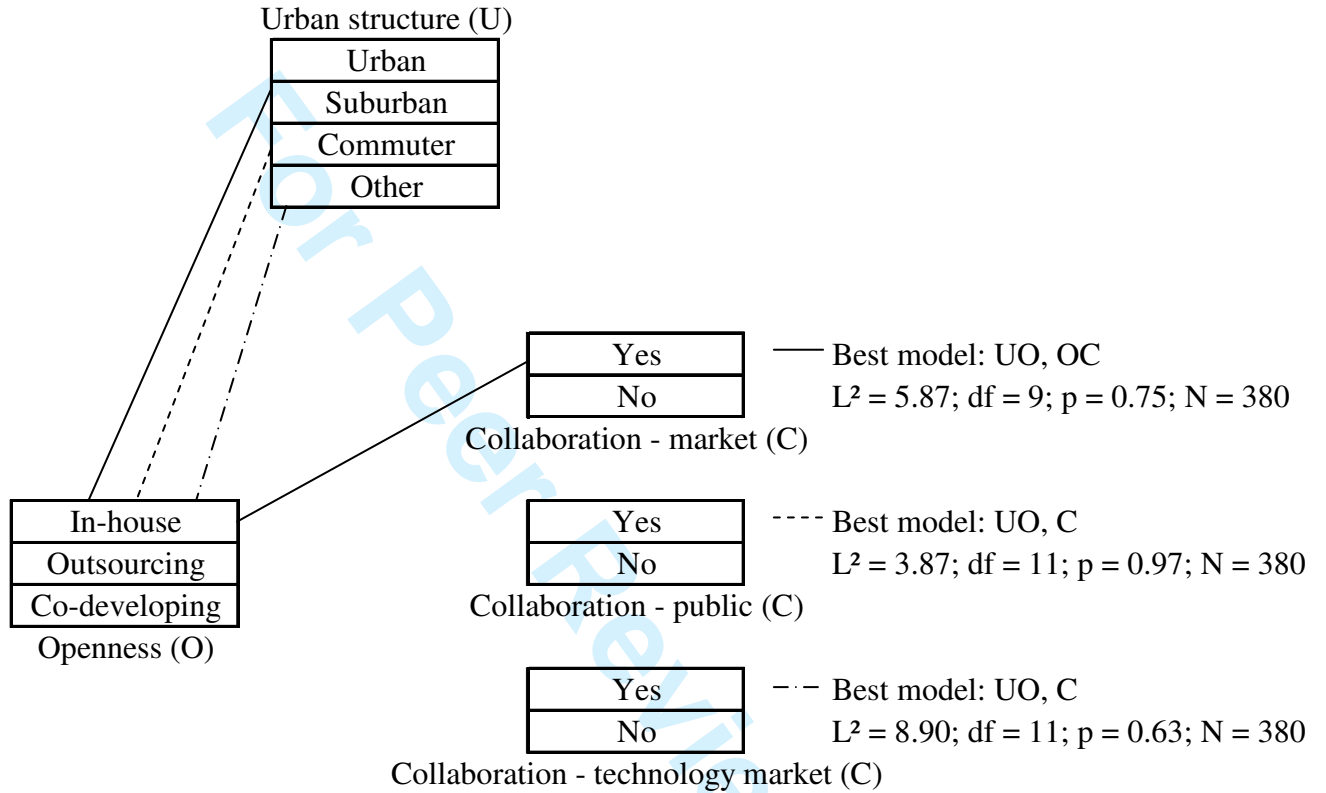 Urban structure (U)
Urban
Suburban
Commuter
Other
Yes
No
Collaboration - market (C)
Best model: UO, OC
L² = 5.87; df = 9; p = 0.75; N = 380
In-house
Outsourcing
Co-developing
Openness (O)
Yes
No
Collaboration - public (C)
Best model: UO, C
L² = 3.87; df = 11; p = 0.97; N = 380
Yes
No
Collaboration - technology market (C)
Best model: UO, C
L² = 8.90; df = 11; p = 0.63; N = 380
For Peer Revie